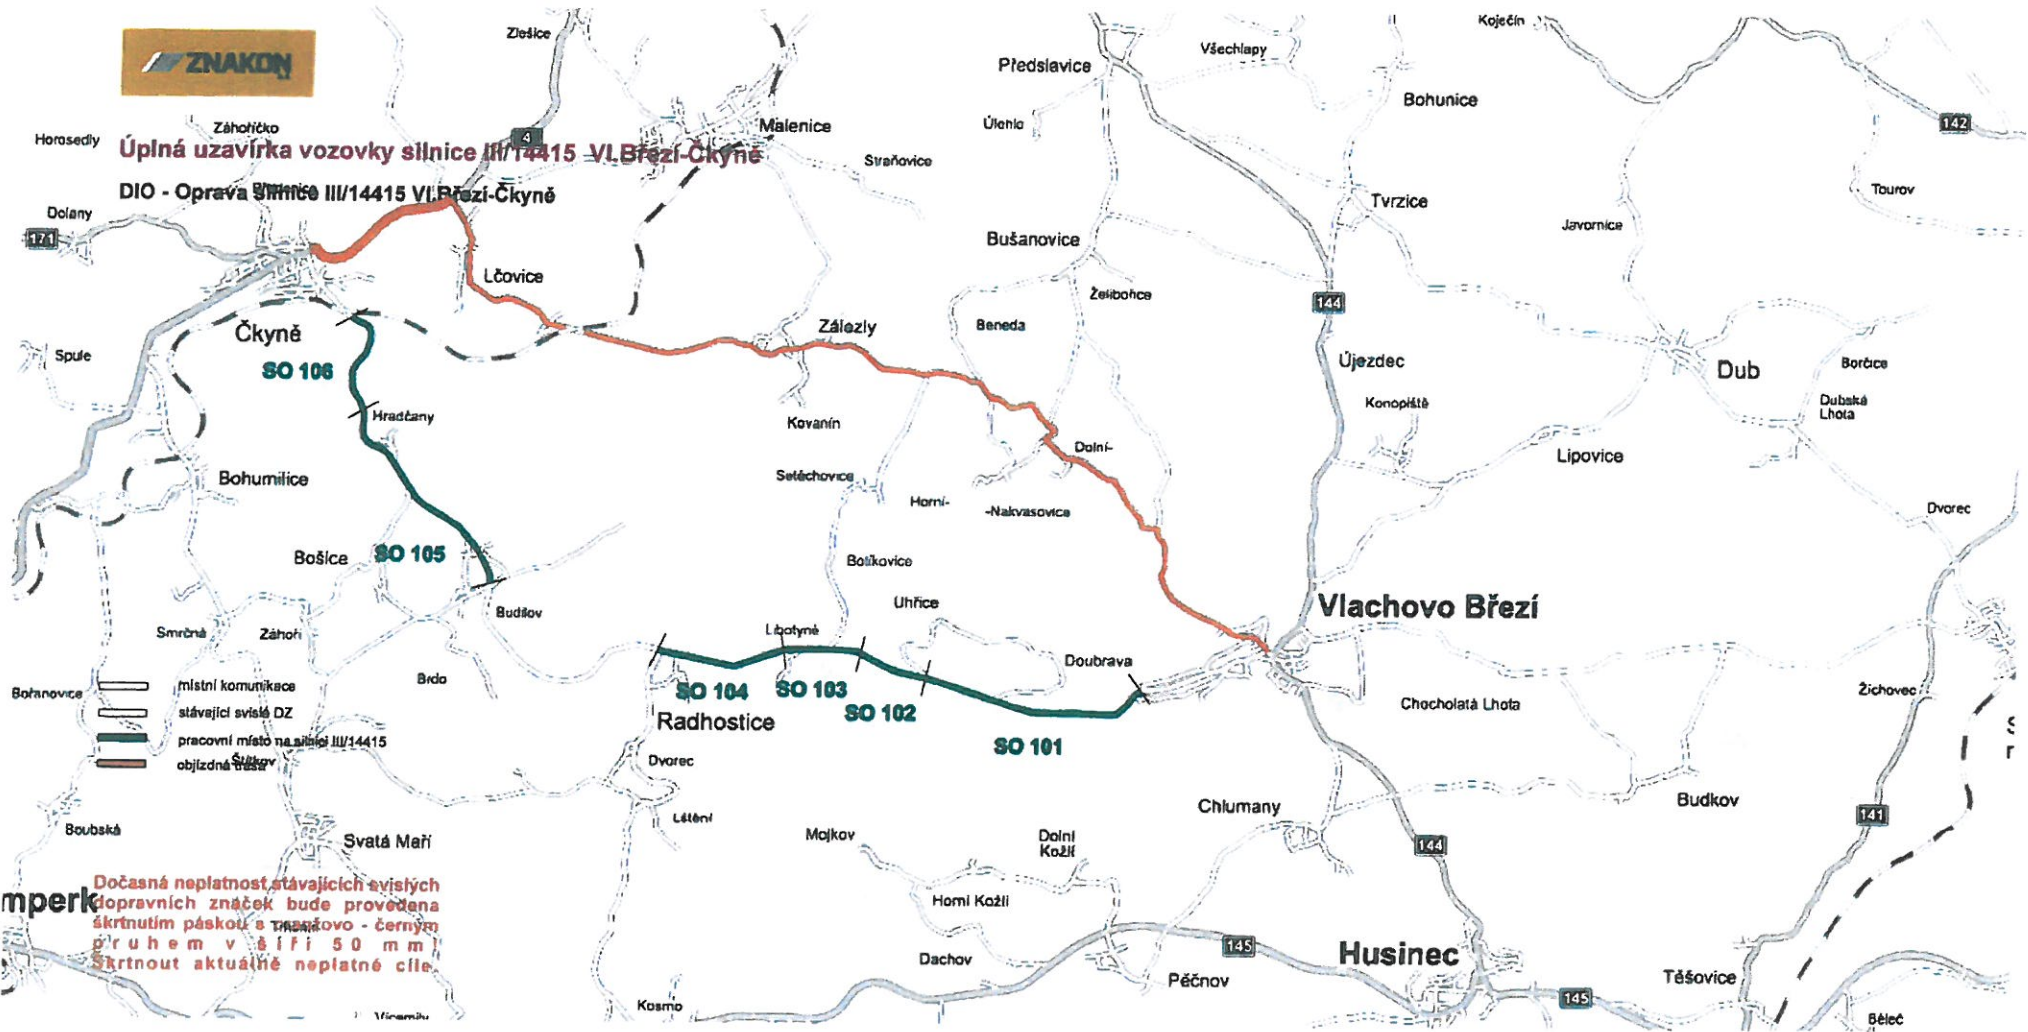 ZNAKON
Úplná uzavírka vozovky silnice III/14415 Vl.Březí-Čkyně
DIO - Oprava silnice III/14415 Vl.Březí-Čkyně
Zlešice
Předslavice
Všechlapy
Koječín
Bohunice
Úlehle
142
Horosedly
Záhoříčko
4
Malenice
Straňovice
Dolany
171
Tvrzice
Tourov
Javornice
Bušanovice
Lčovice
Želibořice
144
Beneda
Zálezly
Čkyně
Spule
SO 106
Újezdec
Dub
Borčice
Dubská
Lhota
Konopiště
Hradčany
Kovanín
Dolní-
Lipovice
Bohumilice
Setěchovice
Horní-
-Nakvasovice
Dvorec
Bošice
SO 105
Bolíkovice
Uhřice
Budilov
Vlachovo Březí
Smrčná
Záhoří
Libotyně
Doubrava
Brdo
Bořanovice
místní komunikace
SO 104
SO 103
SO 102
SO 101
Radhostice
Chocholatá Lhota
Žíchovec
stávající svislé DZ
pracovní místo na silnici III/14415
objízdná trasa
Štítkov
Dvorec
Lštění
Budkov
141
Boubská
Svatá Maří
Mojkov
Dolní
Kožlí
Chlumany
144
mperk
Dočasná neplatnost stávajících svislých
dopravních značek bude provedena
škrtnutím páskou s oranžovo - černým
pruhem v šíři 50 mm
Škrtnout aktuálně neplatné cíle
Horní Kožlí
Dachov
145
Husinec
Pěčnov
Těšovice
145
Kosmo
Běleč